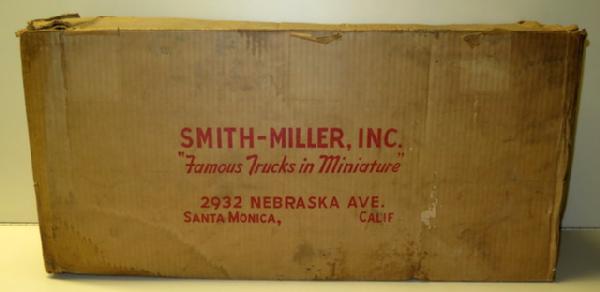 SMITH-MILLER, INC.
"Famous Trucks in Miniature"
2932 NEBRASKA AVE.
SANTA MONICA, CALIF